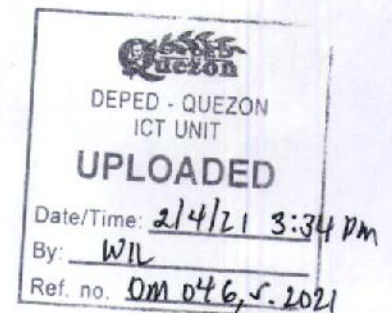 Quezon
DEPED - QUEZON
ICT UNIT
UPLOADED
Date/Time: 2/4/21 3:34 PM
By: WIL
Ref. no. DM 046, s. 2021